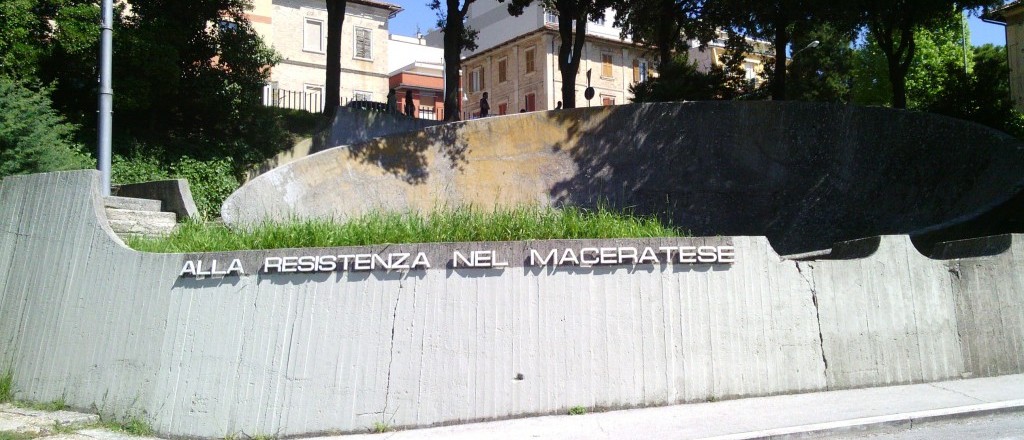 ALLA RESISTENZA NEL MACERATESE